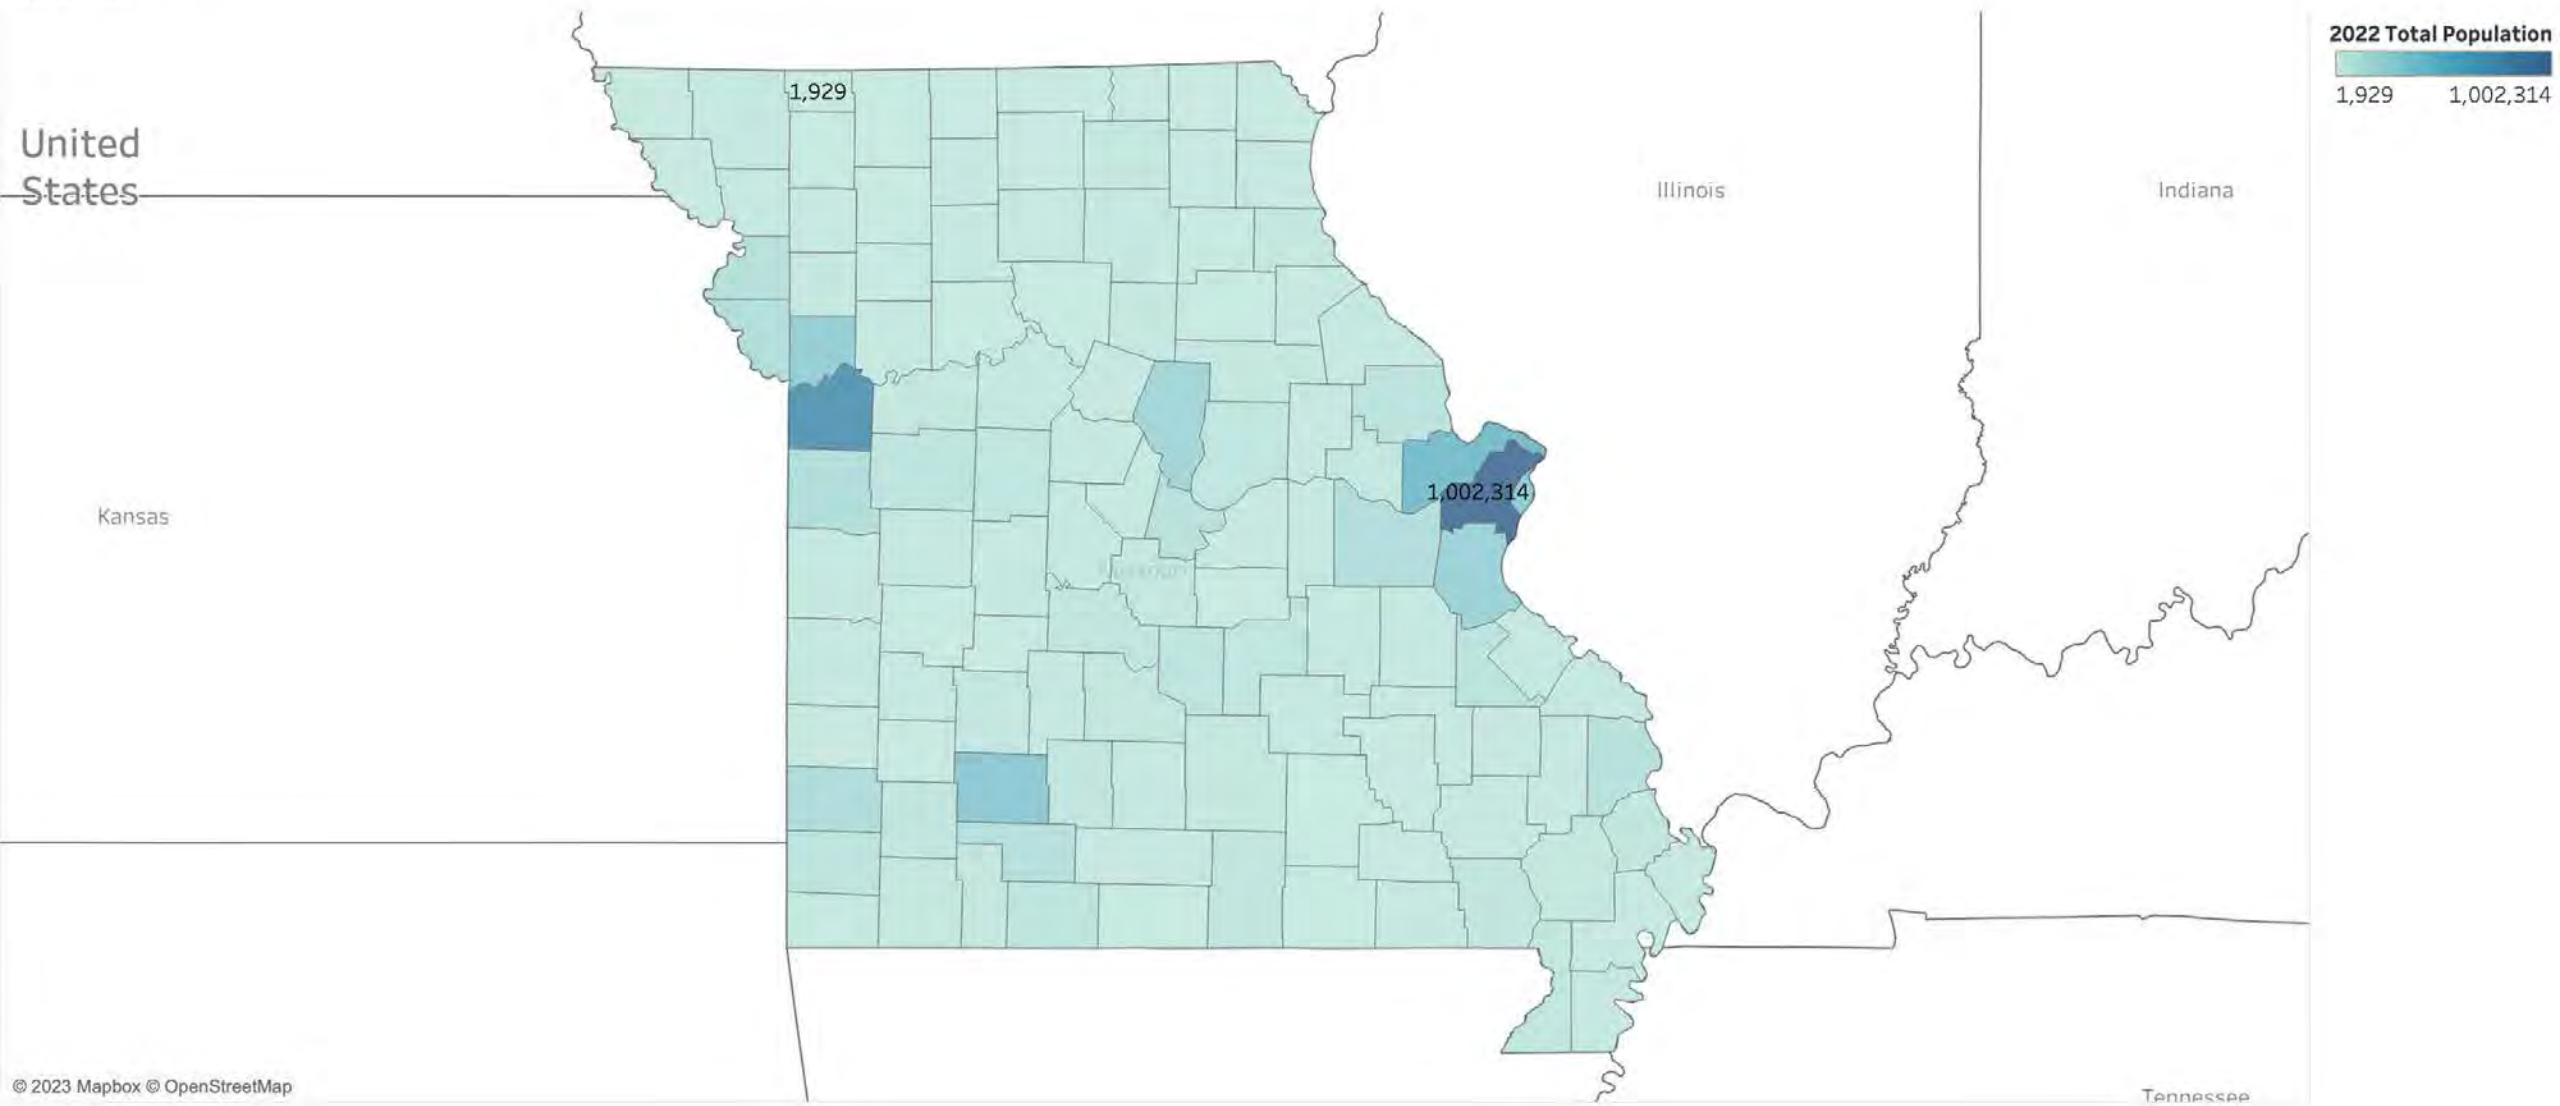 2022 Total Population
1,929
1,002,314
1,929
United
States
Illinois
Indiana
1,002,314
Kansas
Missouri
© 2023 Mapbox © OpenStreetMap
Tennessee